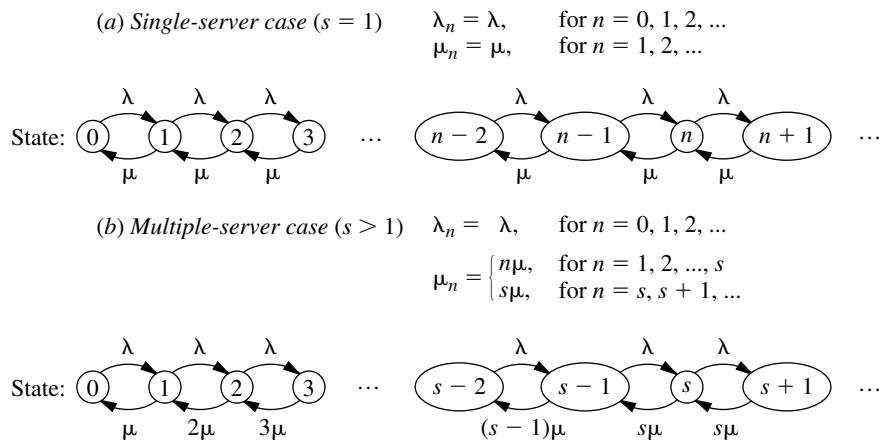 (a) Single-server case (s = 1) λn = λ, for n = 0, 1, 2, ...
μn = μ, for n = 1, 2, ...
λ λ λ λ λ λ
State: 0 1 2 3 ... n − 2 n − 1 n n + 1 ...
μ μ μ μ μ μ
(b) Multiple-server case (s > 1) λn = λ, for n = 0, 1, 2, ...
μn = { nμ, for n = 1, 2, ..., s
sμ, for n = s, s + 1, ...
λ λ λ λ λ λ
State: 0 1 2 3 ... s − 2 s − 1 s s + 1 ...
μ 2μ 3μ (s − 1)μ sμ sμ